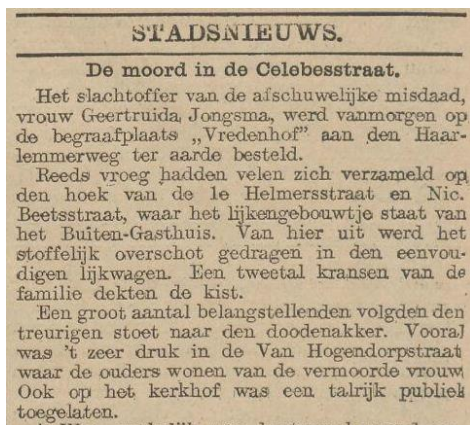 STADSNIEUWS.
De moord in de Celebesstraat.
Het slachtoffer van de afschuwelijke misdaad,
vrouw Geertruida Jongsma, werd vanmorgen op
de begraafplaats „Vredenhof” aan den Haar-
lemmerweg ter aarde besteld.
Reeds vroeg hadden velen zich verzameld op
den hoek van de 1e Helmersstraat en Nic.
Beetsstraat, waar het lijkengebouwtje staat van
het Buiten-Gasthuis. Van hier uit werd het
stoffelijk overschot gedragen in den eenvou-
digen lijkwagen. Een tweetal kransen van de
familie dekten de kist.
Een groot aantal belangstellenden volgden den
treurigen stoet naar den doodenakker. Vooral
was 't zeer druk in de Van Hogendorpstraat
waar de ouders wonen van de vermoorde vrouw.
Ook op het kerkhof was een talrijk publiek
toegelaten.